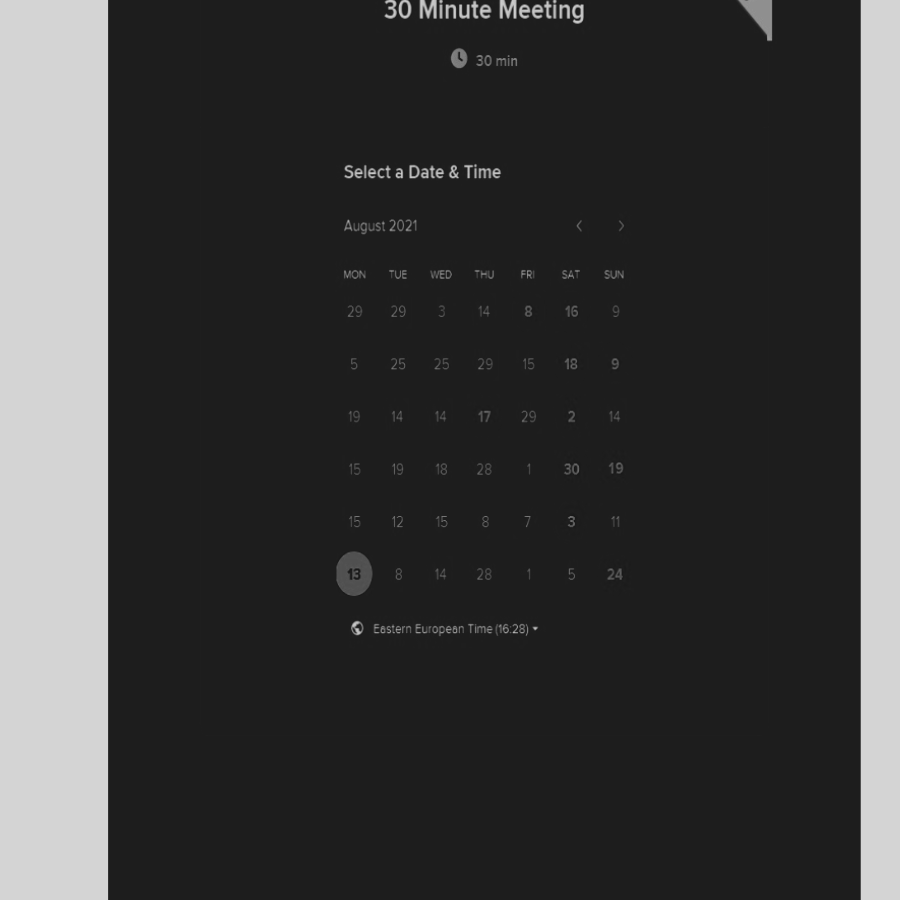 30 Minute Meeting
30 min
Select a Date & Time
August 2021
MON TUE WED THU FRI SAT SUN
29 29 3 14 8 16 9
5 25 25 29 15 18 9
19 14 14 17 29 2 14
15 19 18 28 1 30 19
15 12 15 8 7 3 11
13 8 14 28 1 5 24
Eastern European Time (16:28)